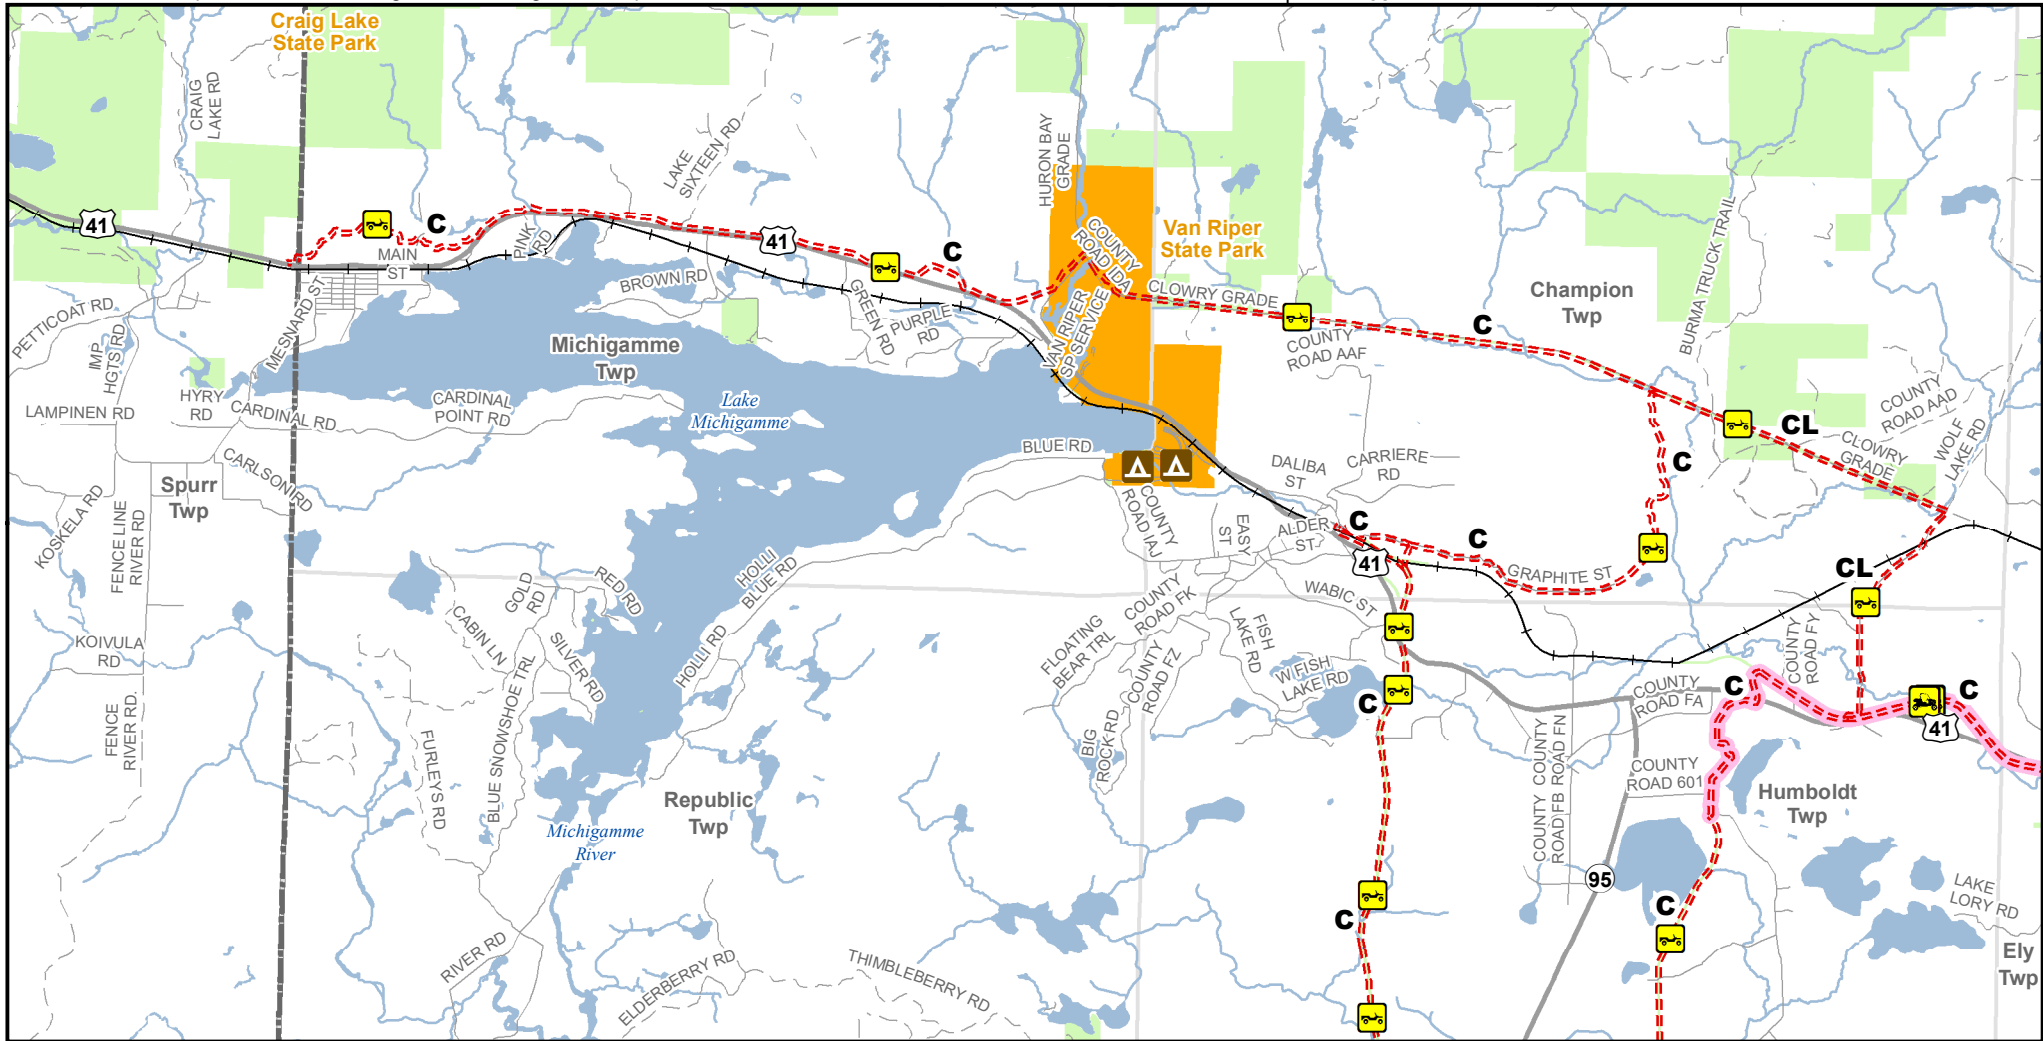 Craig Lake
State Park
CRAIG
LAKE RD
41
C
MAIN
ST
PINK
RD
LAKE
SIXTEEN RD
41
C
HURON BAY
GRADE
COUNTY
ROAD IDA
Van Riper
State Park
CLOWRY GRADE
C
Champion
Twp
BURMA TRUCK TRAIL
PETTICOAT RD
IMP
HGTS RD
MESNARD ST
BROWN RD
GREEN RD
PURPLE
RD
VAN RIPER
SP SERVICE
COUNTY
ROAD AAF
Michigamme
Twp
HYRY
RD
LAMPINEN RD
CARDINAL RD
CARDINAL
POINT RD
Lake
Michigamme
BLUE RD
COUNTY
ROAD AAD
CL
CLOWRY
GRADE
WOLF
LAKE RD
C
CARLSON RD
Spurr
Twp
KOSKELA RD
FENCE LINE
RIVER RD
DALIBA
ST
CARRIERE
RD
COUNTY
ROAD IAJ
EASY
ST
ALDER
ST
C
C
41
GRAPHITE ST
CL
HOLLI
BLUE RD
RED RD
GOLD
RD
CABIN LN
SILVER RD
BLUE SNOWSHOE TRL
HOLLI RD
COUNTY
ROAD FK
WABIC ST
FISH
LAKE RD
FLOATING
BEAR TRL
COUNTY
ROAD FZ
W FISH
LAKE RD
C
KOIVULA
RD
FENCE
RIVER RD.
FURLEYS RD
BIG
ROCK RD
COUNTY
ROAD FY
COUNTY
ROAD FA
C
C
41
COUNTY COUNTY
ROAD FB ROAD FN
COUNTY
ROAD 601
Humboldt
Twp
Republic
Twp
Michigamme
River
95
C
C
LAKE
LORY RD
Ely
Twp
RIVER RD
ELDERBERRY RD
THIMBLEBERRY RD